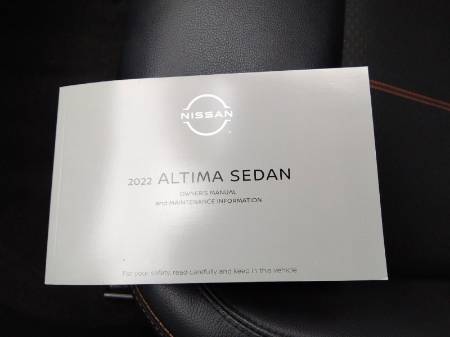 NISSAN
2022 ALTIMA SEDAN
OWNER'S MANUAL
and MAINTENANCE INFORMATION
For your safety, read carefully and keep in this vehicle.